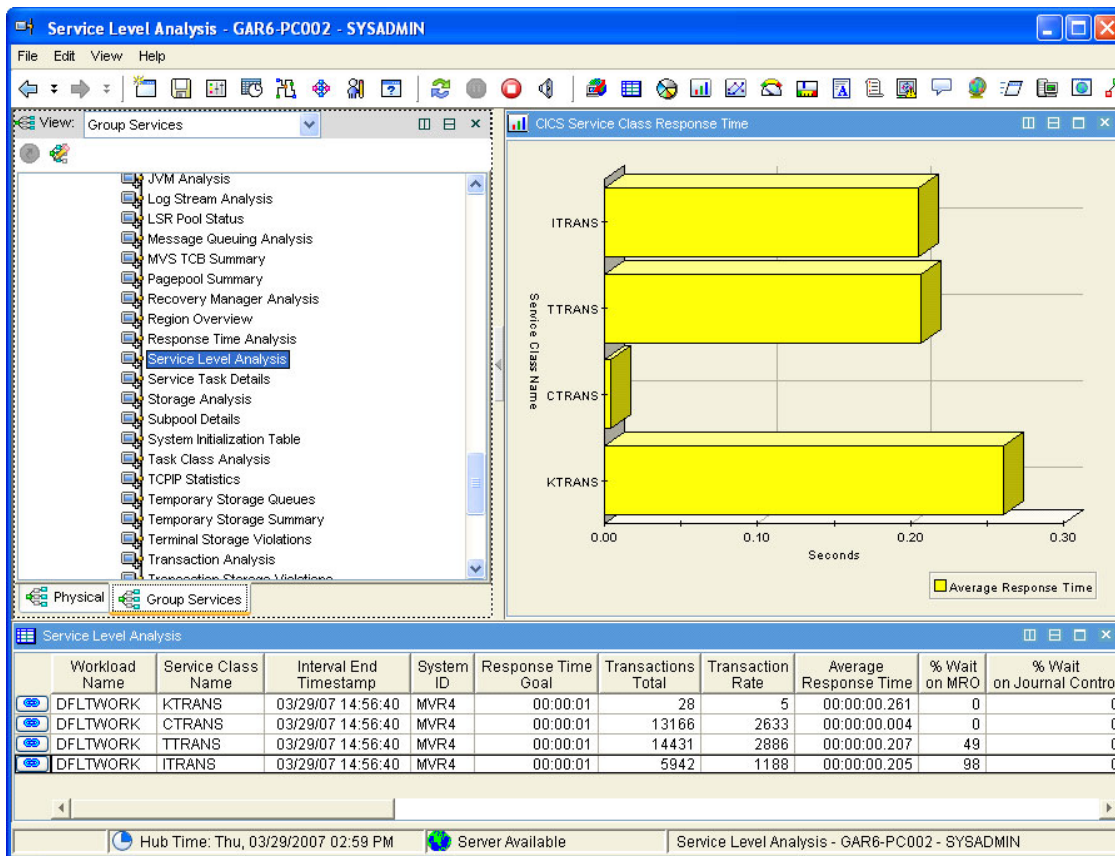 Service Level Analysis - GAR6-PC002 - SYSADMIN
File Edit View Help
View: Group Services
JVM Analysis
Log Stream Analysis
LSR Pool Status
Message Queuing Analysis
MVS TCB Summary
Pagepool Summary
Recovery Manager Analysis
Region Overview
Response Time Analysis
Service Level Analysis
Service Task Details
Storage Analysis
Subpool Details
System Initialization Table
Task Class Analysis
TCPIP Statistics
Temporary Storage Queues
Temporary Storage Summary
Terminal Storage Violations
Transaction Analysis
Transaction Storage Violations
Physical Group Services
CICS Service Class Response Time
Service Class Name
ITRANS
TTRANS
CTRANS
KTRANS
0.00 0.10 0.20 0.30
Seconds
Average Response Time
Service Level Analysis
Workload Name Service Class Name Interval End Timestamp System ID Response Time Goal Transactions Total Transaction Rate Average Response Time % Wait on MRO % Wait on Journal Contro
DFLTWORK KTRANS 03/29/07 14:56:40 MVR4 00:00:01 28 5 00:00:00.261 0 0
DFLTWORK CTRANS 03/29/07 14:56:40 MVR4 00:00:01 13166 2633 00:00:00.004 0 0
DFLTWORK TTRANS 03/29/07 14:56:40 MVR4 00:00:01 14431 2886 00:00:00.207 49 0
DFLTWORK ITRANS 03/29/07 14:56:40 MVR4 00:00:01 5942 1188 00:00:00.205 98 0
Hub Time: Thu, 03/29/2007 02:59 PM Server Available Service Level Analysis - GAR6-PC002 - SYSADMIN